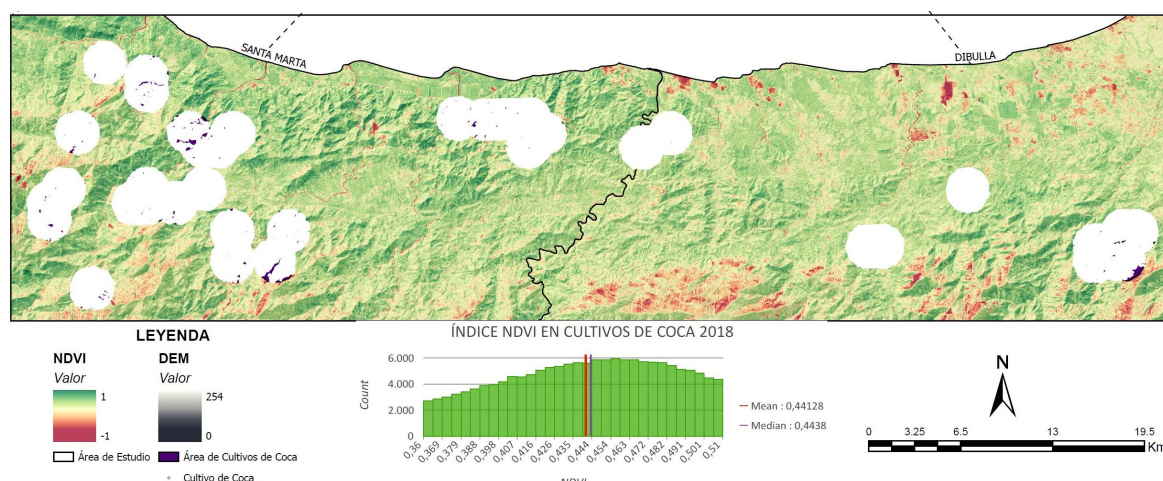 SANTA MARTA
DIBULLA
LEYENDA
NDVI
Valor
1
-1
DEM
Valor
254
0
Área de Estudio
Área de Cultivos de Coca
Cultivo de Coca
ÍNDICE NDVI EN CULTIVOS DE COCA 2018
Count
6.000
4.000
2.000
0
0,36
0,369
0,379
0,388
0,398
0,407
0,416
0,426
0,435
0,444
0,454
0,463
0,472
0,482
0,491
0,501
0,51
Mean : 0,44128
Median : 0,4438
N
0 3.25 6.5 13 19.5
Km